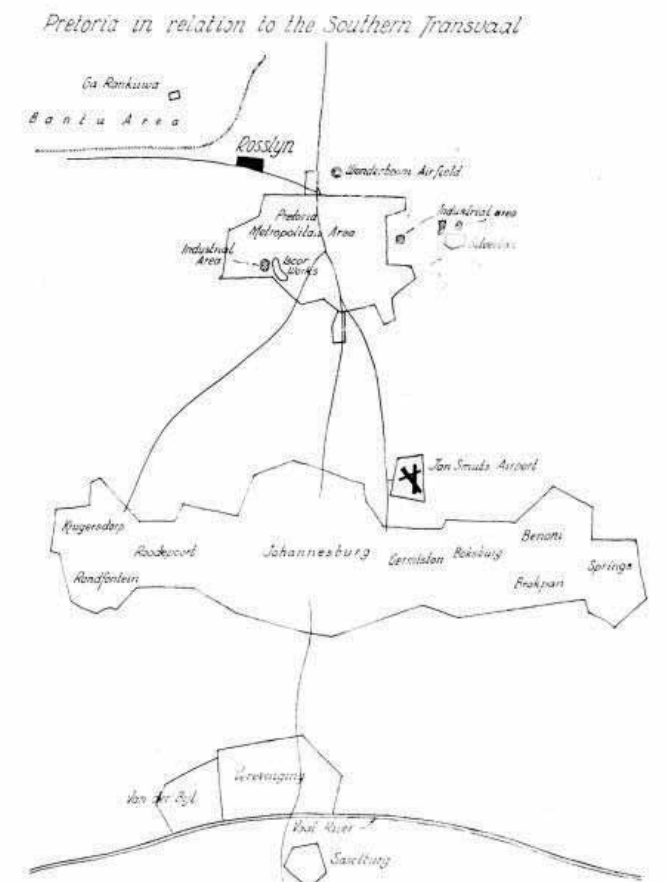 Pretoria in relation to the Southern Transvaal
Ga Rankuwa
Bantu Area
Rosslyn
Wonderboom Airfield
Pretoria
Metropolitan Area
Industrial area
Industrial
Area
Iscor
Works
Jan Smuts Airport
Krugersdorp
Roodepoort
Randfontein
Johannesburg
Germiston
Boksburg
Benoni
Brakpan
Springs
Vereeniging
Van der Bijl
Vaal River
Sasolburg